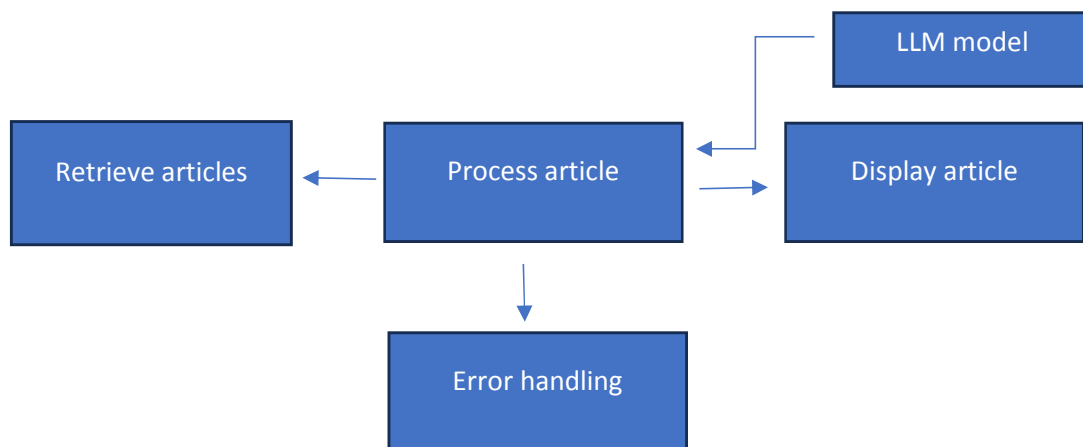 LLM model
Retrieve articles
Process article
Display article
Error handling